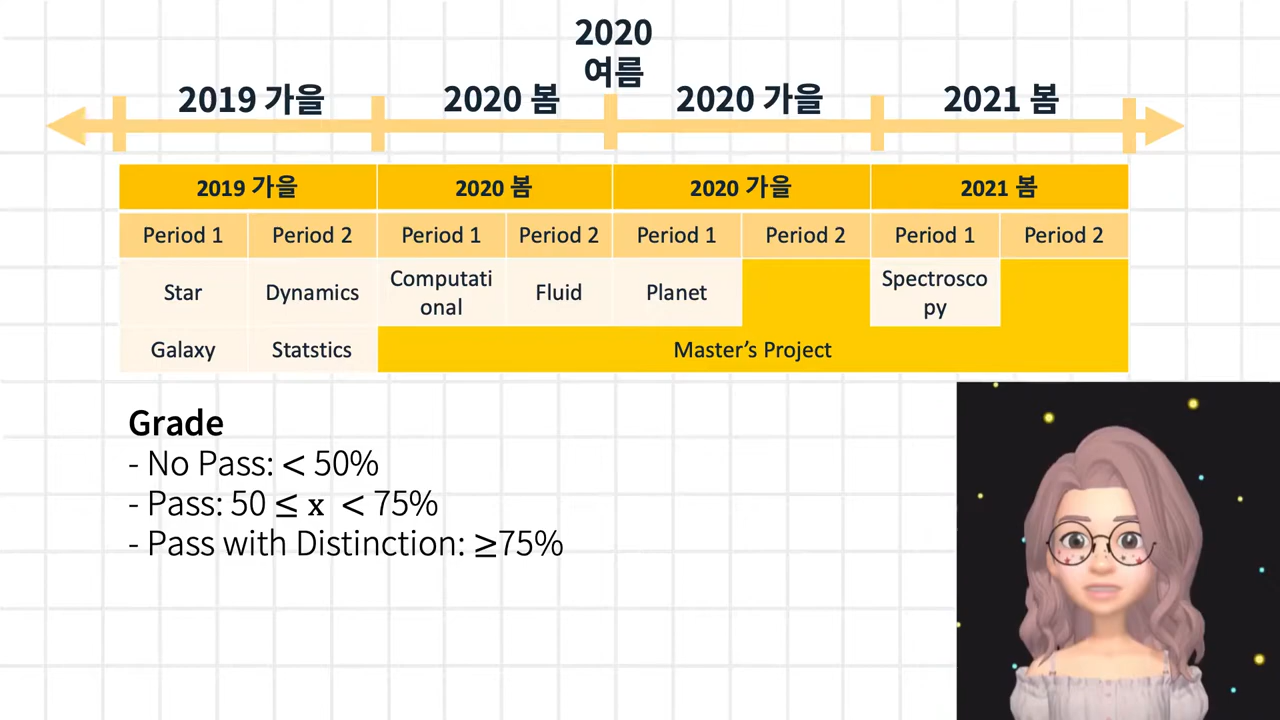 2020
여름
2019 가을
2020 봄
2020 가을
2021 봄
2019 가을
2020 봄
2020 가을
2021 봄
Period 1
Period 2
Period 1
Period 2
Period 1
Period 2
Period 1
Period 2
Star
Dynamics
Computati
onal
Fluid
Planet
Spectrosco
py
Galaxy
Statstics
Master’s Project
Grade
- No Pass: < 50%
- Pass: 50 ≤ x < 75%
- Pass with Distinction: ≥75%